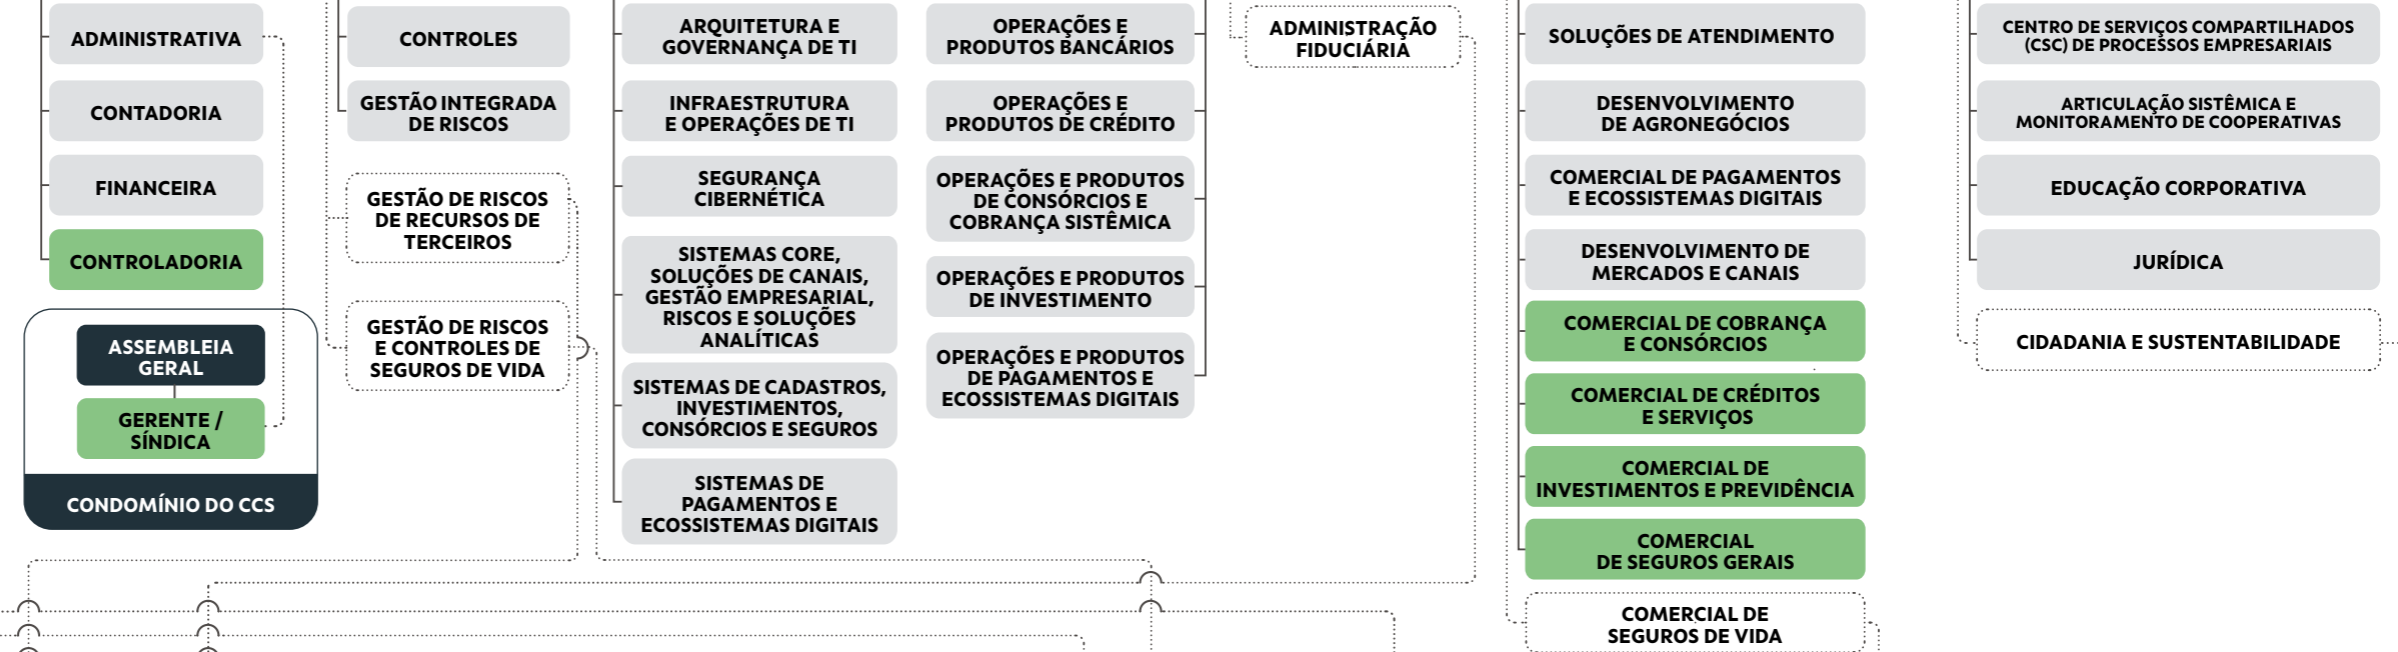 ADMINISTRATIVA
CONTADORIA
FINANCEIRA
CONTROLADORIA
ASSEMBLEIA
GERAL
GERENTE /
SÍNDICA
CONDOMÍNIO DO CCS
CONTROLES
GESTÃO INTEGRADA
DE RISCOS
GESTÃO DE RISCOS
DE RECURSOS DE
TERCEIROS
GESTÃO DE RISCOS
E CONTROLES DE
SEGUROS DE VIDA
ARQUITETURA E
GOVERNANÇA DE TI
INFRAESTRUTURA
E OPERAÇÕES DE TI
SEGURANÇA
CIBERNÉTICA
SISTEMAS CORE,
SOLUÇÕES DE CANAIS,
GESTÃO EMPRESARIAL,
RISCOS E SOLUÇÕES
ANALÍTICAS
SISTEMAS DE CADASTROS,
INVESTIMENTOS,
CONSÓRCIOS E SEGUROS
SISTEMAS DE
PAGAMENTOS E
ECOSSISTEMAS DIGITAIS
OPERAÇÕES E
PRODUTOS BANCÁRIOS
OPERAÇÕES E
PRODUTOS DE CRÉDITO
OPERAÇÕES E PRODUTOS
DE CONSÓRCIOS E
COBRANÇA SISTÊMICA
OPERAÇÕES E PRODUTOS
DE INVESTIMENTO
OPERAÇÕES E PRODUTOS
DE PAGAMENTOS E
ECOSSISTEMAS DIGITAIS
ADMINISTRAÇÃO
FIDUCIÁRIA
SOLUÇÕES DE ATENDIMENTO
DESENVOLVIMENTO
DE AGRONEGÓCIOS
COMERCIAL DE PAGAMENTOS
E ECOSSISTEMAS DIGITAIS
DESENVOLVIMENTO DE
MERCADOS E CANAIS
COMERCIAL DE COBRANÇA
E CONSÓRCIOS
COMERCIAL DE CRÉDITOS
E SERVIÇOS
COMERCIAL DE
INVESTIMENTOS E PREVIDÊNCIA
COMERCIAL
DE SEGUROS GERAIS
COMERCIAL DE
SEGUROS DE VIDA
CENTRO DE SERVIÇOS COMPARTILHADOS
(CSC) DE PROCESSOS EMPRESARIAIS
ARTICULAÇÃO SISTÊMICA E
MONITORAMENTO DE COOPERATIVAS
EDUCAÇÃO CORPORATIVA
JURÍDICA
CIDADANIA E SUSTENTABILIDADE